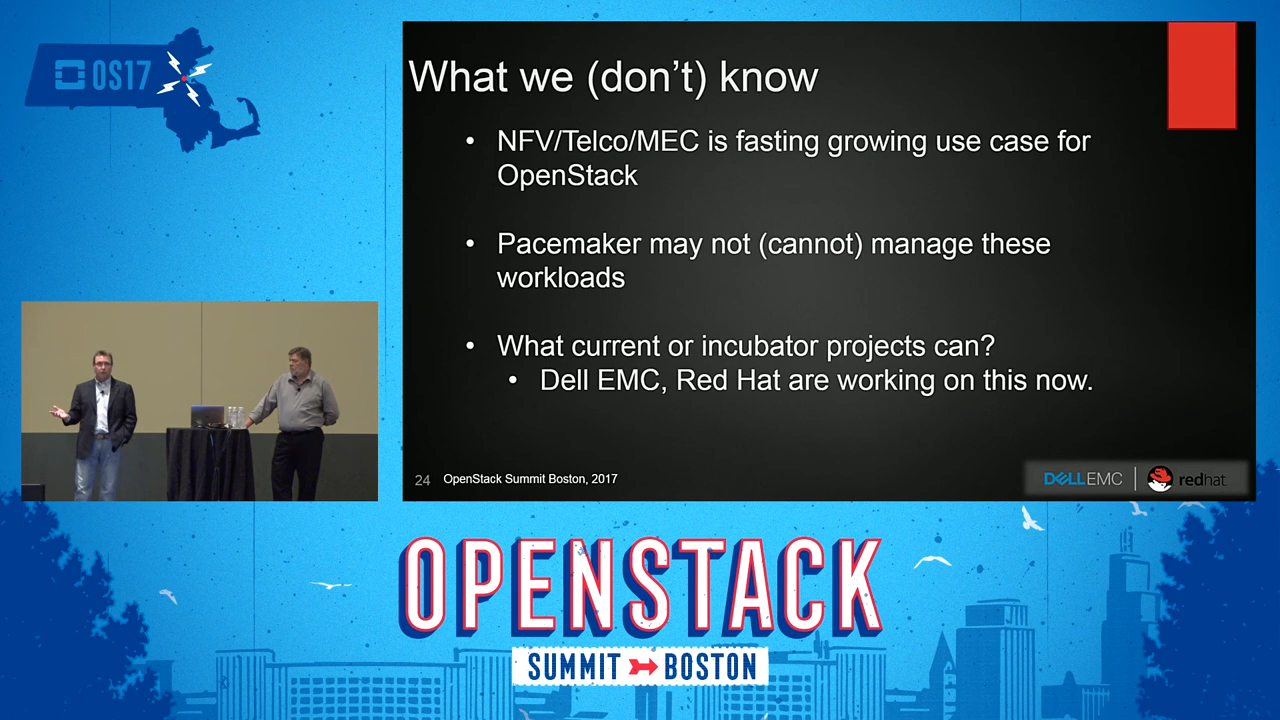 OS17
What we (don't) know
• NFV/Telco/MEC is fasting growing use case for
OpenStack
• Pacemaker may not (cannot) manage these
workloads
• What current or incubator projects can?
• Dell EMC, Red Hat are working on this now.
24 OpenStack Summit Boston, 2017
DELLEMC redhat.
OPENSTACK
SUMMIT BOSTON